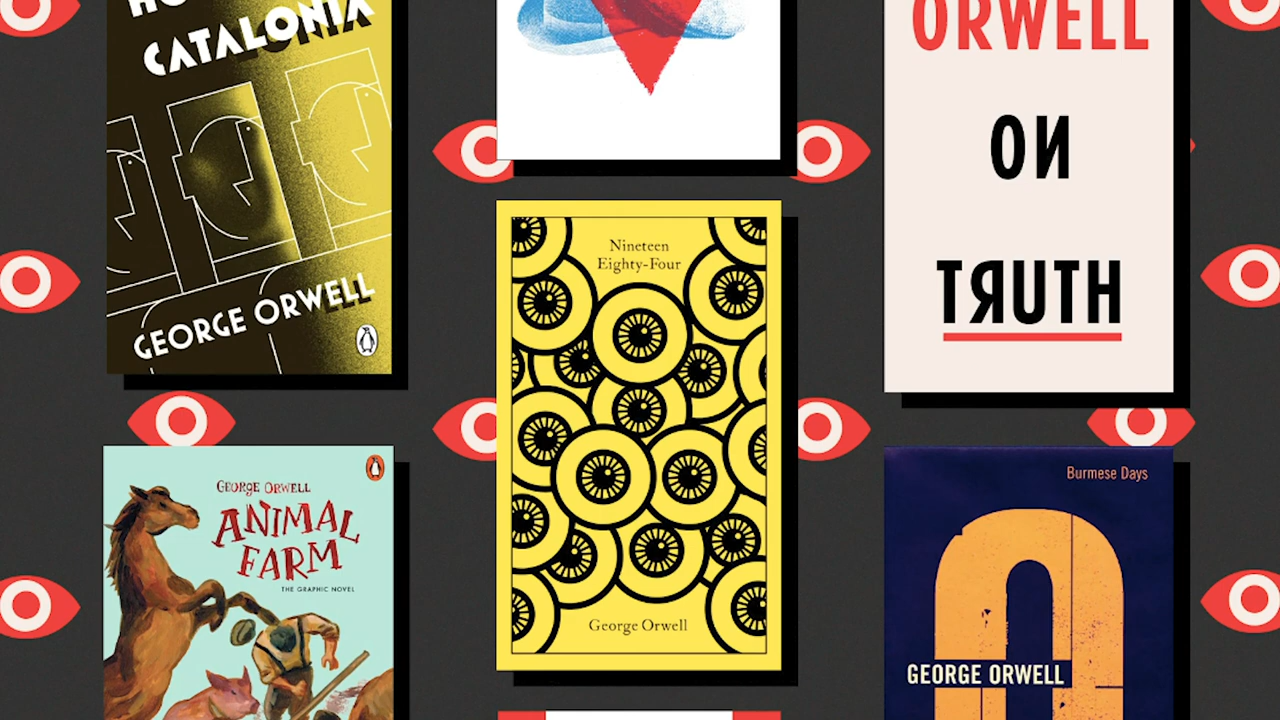 CATALONIA
GEORGE ORWELL
ORWELL
ON
TRUTH
Nineteen
Eighty-Four
George Orwell
GEORGE ORWELL
ANIMAL
FARM
THE GRAPHIC NOVEL
Burmese Days
GEORGE ORWELL